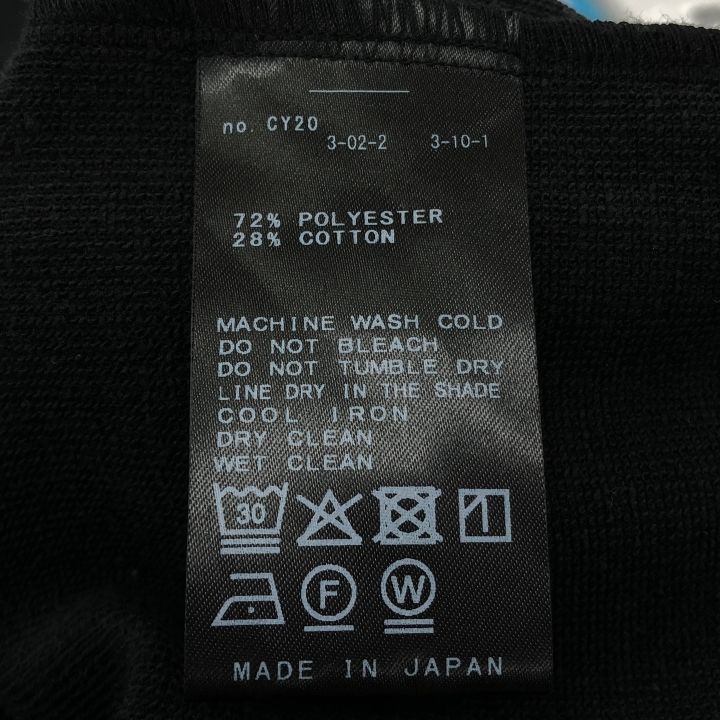 no. CY20
3-02-2 3-10-1
72% POLYESTER
28% COTTON
MACHINE WASH COLD
DO NOT BLEACH
DO NOT TUMBLE DRY
LINE DRY IN THE SHADE
COOL IRON
DRY CLEAN
WET CLEAN
30
F W
MADE IN JAPAN